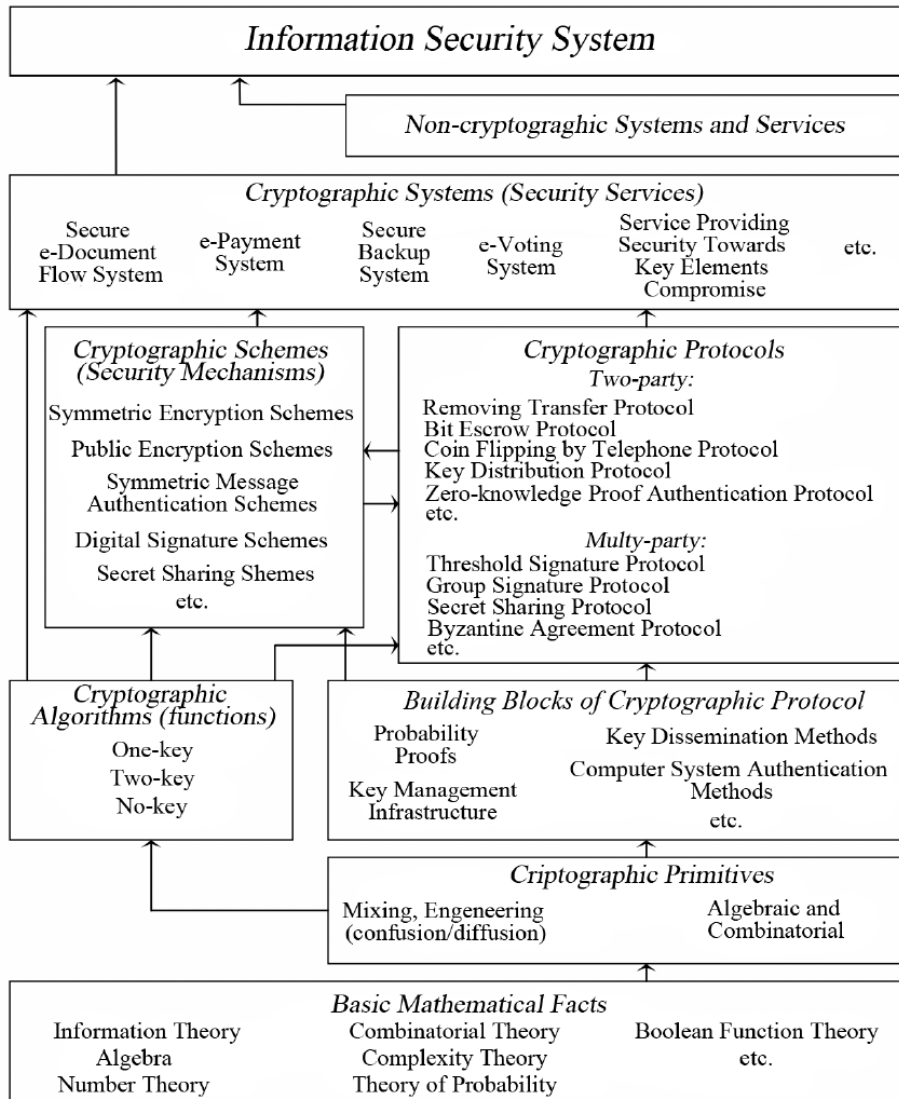 Information Security System
Non-cryptograghic Systems and Services
Cryptographic Systems (Security Services)
Secure
e-Document
Flow System
e-Payment
System
Secure
Backup
System
e-Voting
System
Service Providing
Security Towards
Key Elements
Compromise
etc.
Cryptographic Schemes
(Security Mechanisms)
Symmetric Encryption Schemes
Public Encryption Schemes
Symmetric Message
Authentication Schemes
Digital Signature Schemes
Secret Sharing Shemes
etc.
Cryptographic Protocols
Two-party:
Removing Transfer Protocol
Bit Escrow Protocol
Coin Flipping by Telephone Protocol
Key Distribution Protocol
Zero-knowledge Proof Authentication Protocol
etc.
Multy-party:
Threshold Signature Protocol
Group Signature Protocol
Secret Sharing Protocol
Byzantine Agreement Protocol
etc.
Cryptographic
Algorithms (functions)
One-key
Two-key
No-key
Building Blocks of Cryptographic Protocol
Probability
Proofs
Key Management
Infrastructure
Key Dissemination Methods
Computer System Authentication
Methods
etc.
Criptographic Primitives
Mixing, Engeneering
(confusion/diffusion)
Algebraic and
Combinatorial
Basic Mathematical Facts
Information Theory
Algebra
Number Theory
Combinatorial Theory
Complexity Theory
Theory of Probability
Boolean Function Theory
etc.